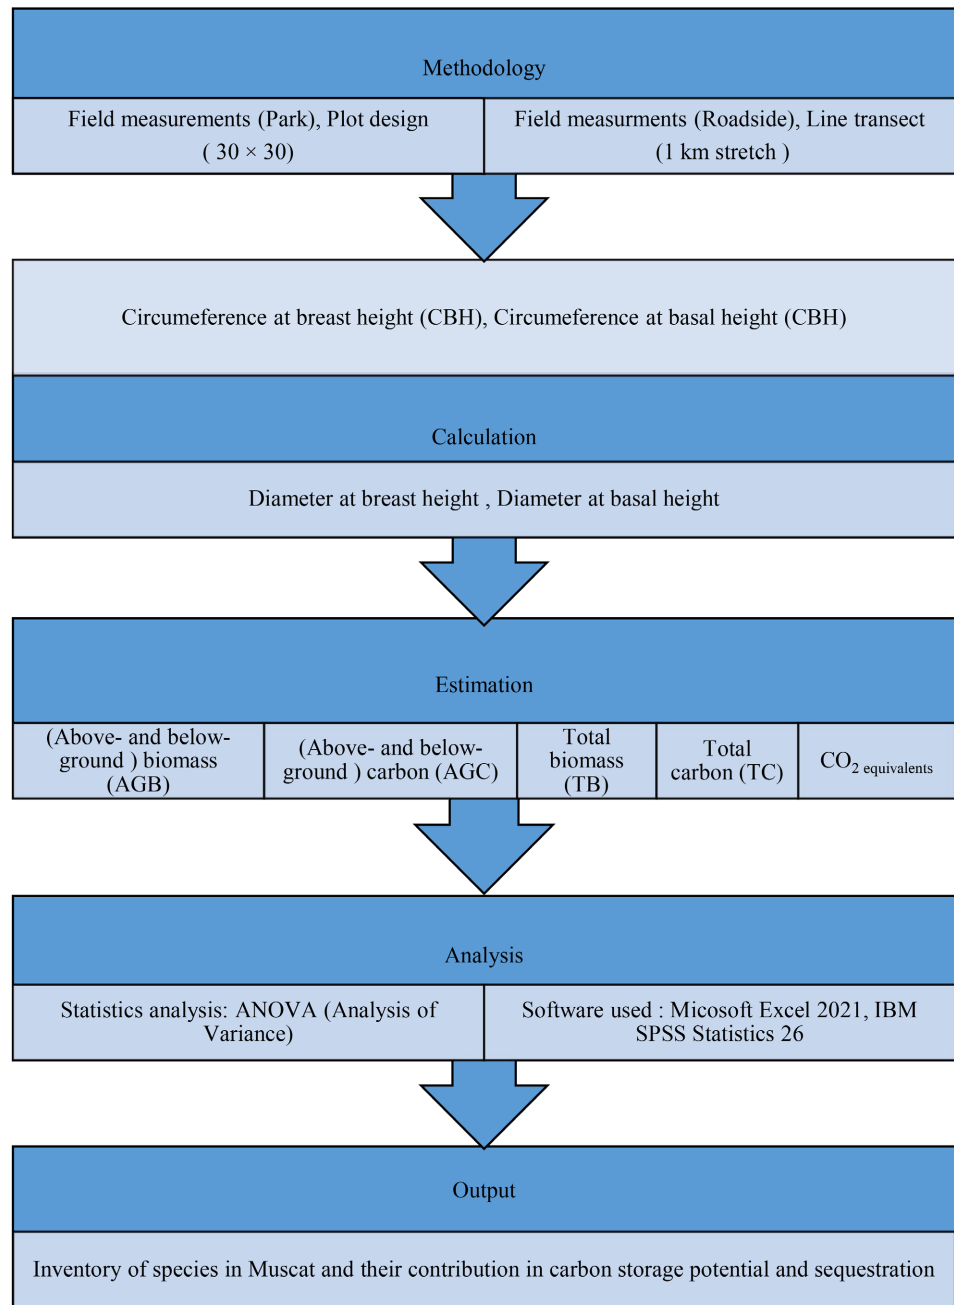 Methodology
Field measurements (Park), Plot design
( 30 × 30)
Field measurments (Roadside), Line transect
(1 km stretch )
Circumeference at breast height (CBH), Circumeference at basal height (CBH)
Calculation
Diameter at breast height , Diameter at basal height
Estimation
(Above- and below-
ground ) biomass
(AGB)
(Above- and below-
ground ) carbon (AGC)
Total
biomass
(TB)
Total
carbon (TC)
CO2 equivalents
Analysis
Statistics analysis: ANOVA (Analysis of
Variance)
Software used : Micosoft Excel 2021, IBM
SPSS Statistics 26
Output
Inventory of species in Muscat and their contribution in carbon storage potential and sequestration